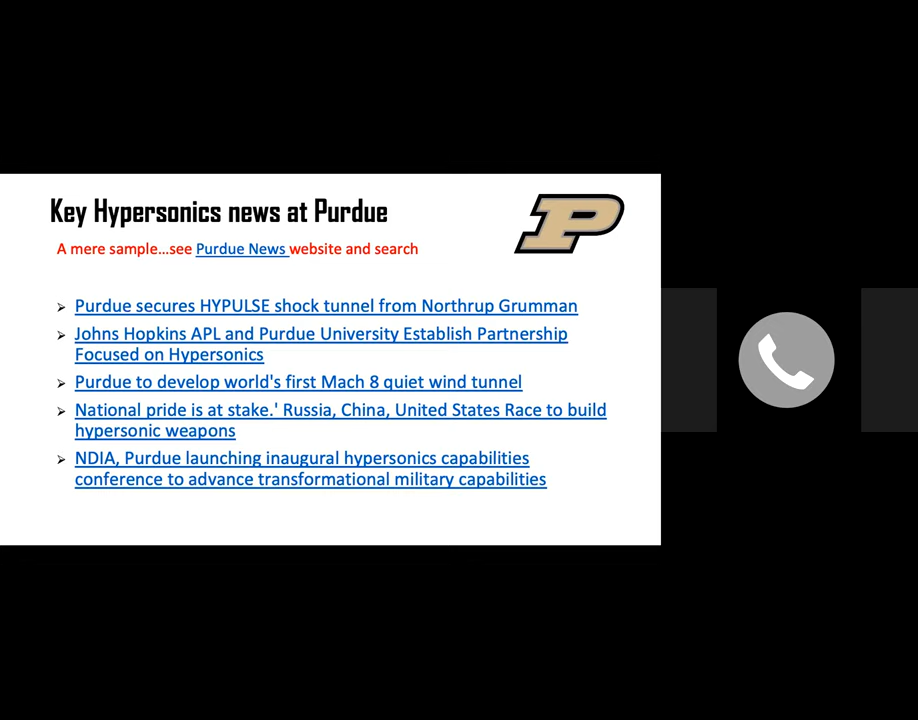 Key Hypersonics news at Purdue
P
A mere sample...see Purdue News website and search
Purdue secures HYPULSE shock tunnel from Northrup Grumman
Johns Hopkins APL and Purdue University Establish Partnership
Focused on Hypersonics
Purdue to develop world's first Mach 8 quiet wind tunnel
National pride is at stake.' Russia, China, United States Race to build
hypersonic weapons
NDIA, Purdue launching inaugural hypersonics capabilities
conference to advance transformational military capabilities